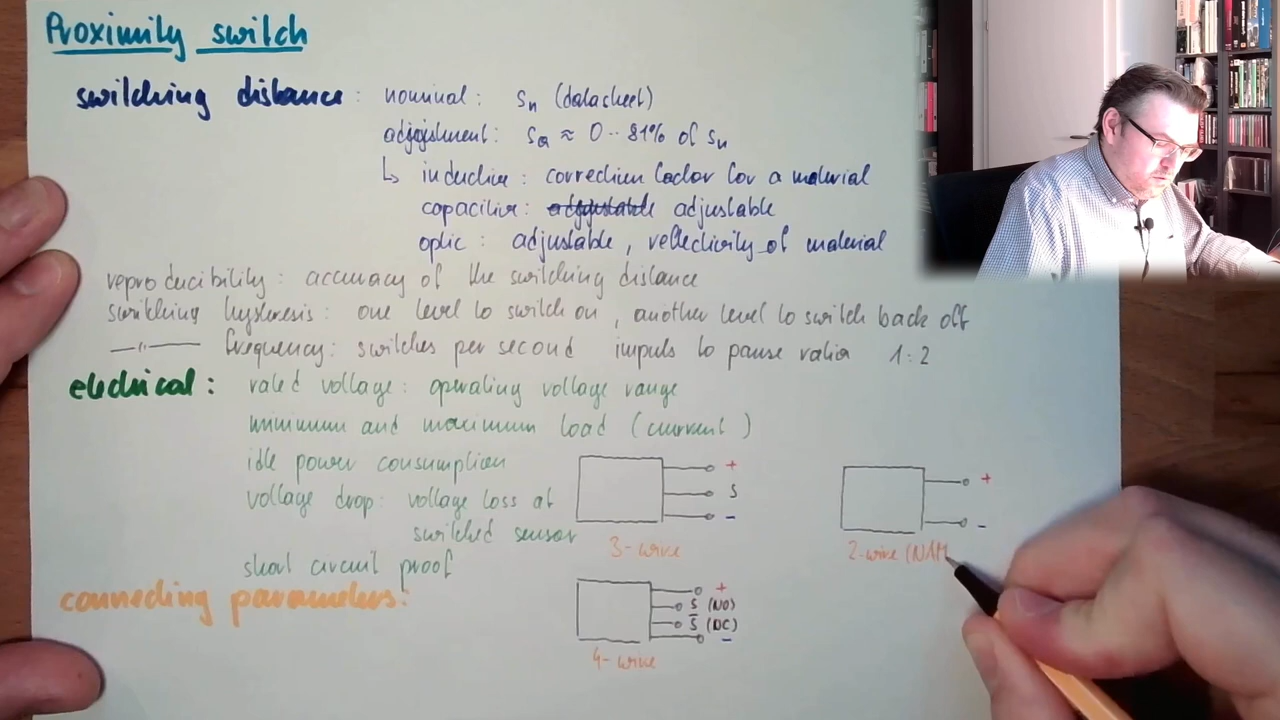 Proximity switch
switching distance: nominal: sn (datasheet)
adjustment: sa ≈ 0..81% of sn
↳ inductive: correction factor for a material
capacitiv: adjustable
optic: adjustable, reflectivity of material
reproducibility: accuracy of the switching distance
switching hysteresis: one level to switch on, another level to switch back off
—"— frequency: switches per second impuls to pause ratio 1:2
electrical: rated voltage: operating voltage range
minimum and maximum load (current)
idle power consumption
voltage drop: voltage loss at
switched sensor
short circuit proof
connecting parameters:
+
S
-
3-wire
+
-
2-wire (NAM
+
S (NO)
S̅ (DC)
-
4-wire